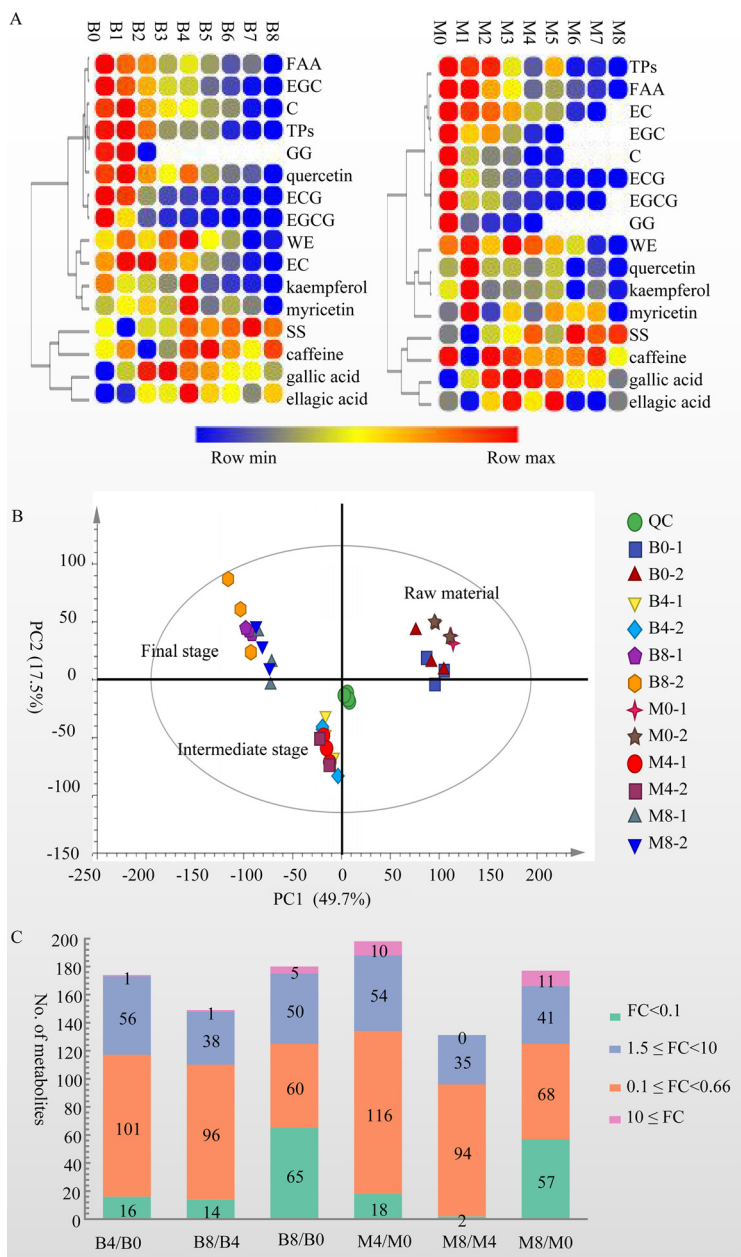 A
B0 B1 B2 B3 B4 B5 B6 B7 B8
FAA
EGC
C
TPs
GG
quercetin
ECG
EGCG
WE
EC
kaempferol
myricetin
SS
caffeine
gallic acid
ellagic acid
M0 M1 M2 M3 M4 M5 M6 M7 M8
TPs
FAA
EC
EGC
C
ECG
EGCG
GG
WE
quercetin
kaempferol
myricetin
SS
caffeine
gallic acid
ellagic acid
Row min
Row max
B
PC2 (17.5%)
100
50
0
-50
-100
-150
Raw material
Final stage
Intermediate stage
-250 -200 -150 -100 -50 0 50 100 150 200
PC1 (49.7%)
QC
B0-1
B0-2
B4-1
B4-2
B8-1
B8-2
M0-1
M0-2
M4-1
M4-2
M8-1
M8-2
C
No. of metabolites
200
180
160
140
120
100
80
60
40
20
0
1
56
101
16
1
38
96
14
5
50
60
65
10
54
116
18
0
35
94
2
11
41
68
57
B4/B0 B8/B4 B8/B0 M4/M0 M8/M4 M8/M0
FC<0.1
1.5 ≤ FC<10
0.1 ≤ FC<0.66
10 ≤ FC